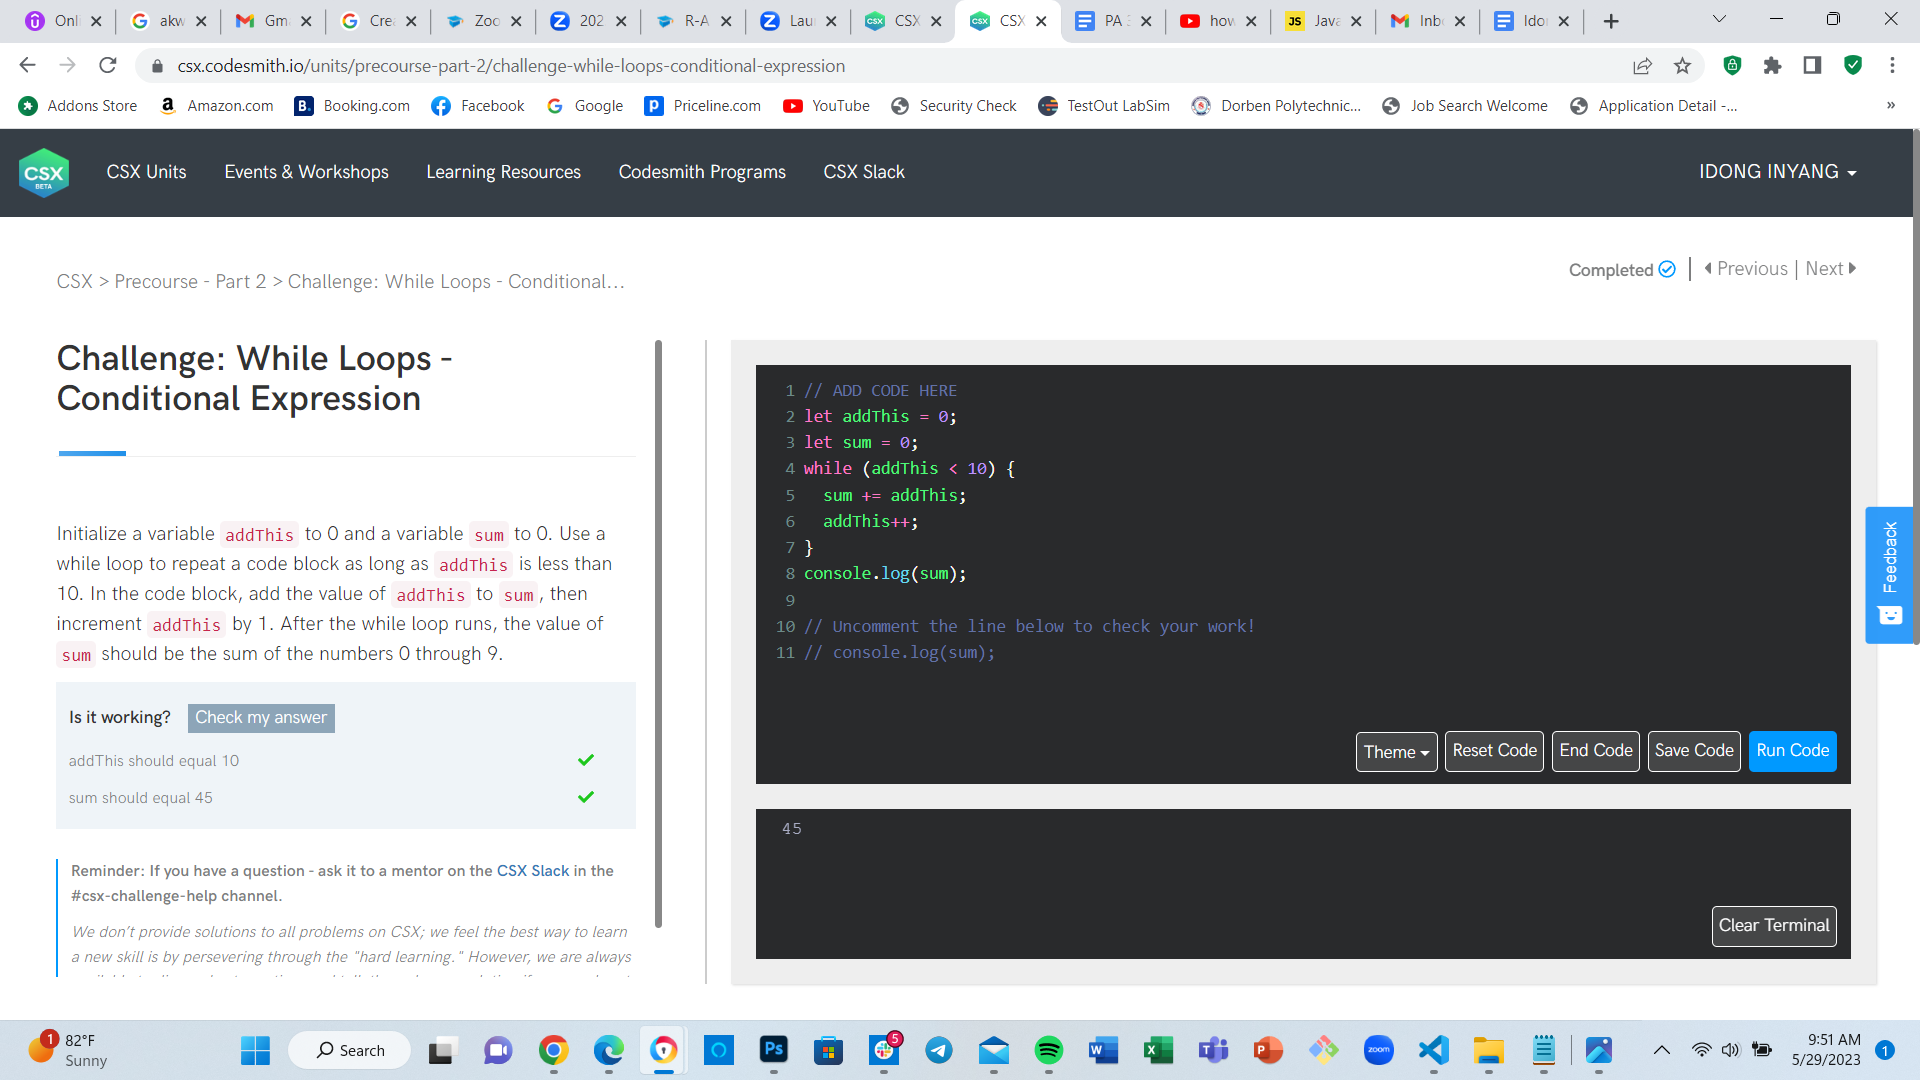 Onli
akw
Gm
Crea
Zoo
202
R-A
Lau
CSX
CSX
PA 3
how
JS Java
Inb
Idon
csx.codesmith.io/units/precourse-part-2/challenge-while-loops-conditional-expression
Addons Store
Amazon.com
Booking.com
Facebook
Google
Priceline.com
YouTube
Security Check
TestOut LabSim
Dorben Polytechnic...
Job Search Welcome
Application Detail -...
»
CSX
BETA
CSX Units
Events & Workshops
Learning Resources
Codesmith Programs
CSX Slack
IDONG INYANG
CSX > Precourse - Part 2 > Challenge: While Loops - Conditional...
Completed
Previous | Next
Challenge: While Loops -
Conditional Expression
Initialize a variable addThis to 0 and a variable sum to 0. Use a
while loop to repeat a code block as long as addThis is less than
10. In the code block, add the value of addThis to sum, then
increment addThis by 1. After the while loop runs, the value of
sum should be the sum of the numbers 0 through 9.
Is it working? Check my answer
addThis should equal 10
sum should equal 45
Reminder: If you have a question - ask it to a mentor on the CSX Slack in the
#csx-challenge-help channel.
We don't provide solutions to all problems on CSX; we feel the best way to learn
a new skill is by persevering through the "hard learning." However, we are always
1 // ADD CODE HERE
2 let addThis = 0;
3 let sum = 0;
4 while (addThis < 10) {
5 sum += addThis;
6 addThis++;
7 }
8 console.log(sum);
9
10 // Uncomment the line below to check your work!
11 // console.log(sum);
Theme
Reset Code
End Code
Save Code
Run Code
45
Clear Terminal
Feedback
1
82°F
Sunny
Search
Ps
5
zoom
9:51 AM
5/29/2023
1